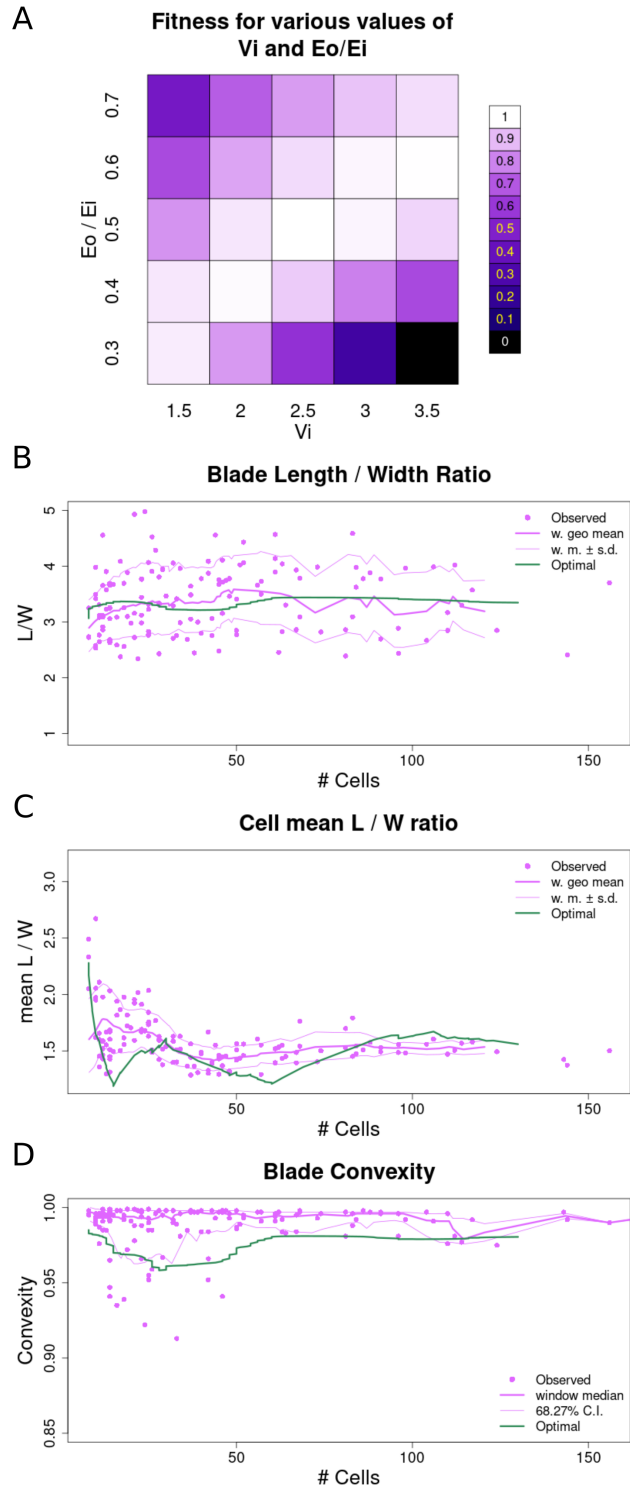 A
Fitness for various values of
Vi and Eo/Ei
Eo / Ei
0.7
0.6
0.5
0.4
0.3
1.5 2 2.5 3 3.5
Vi
1
0.9
0.8
0.7
0.6
0.5
0.4
0.3
0.2
0.1
0
B
Blade Length / Width Ratio
L/W
5
4
3
2
1
Observed
w. geo mean
w. m. ± s.d.
Optimal
50 100 150
# Cells
C
Cell mean L / W ratio
mean L / W
3.0
2.5
2.0
1.5
Observed
w. geo mean
w. m. ± s.d.
Optimal
50 100 150
# Cells
D
Blade Convexity
Convexity
1.00
0.95
0.90
0.85
Observed
window median
68.27% C.I.
Optimal
50 100 150
# Cells